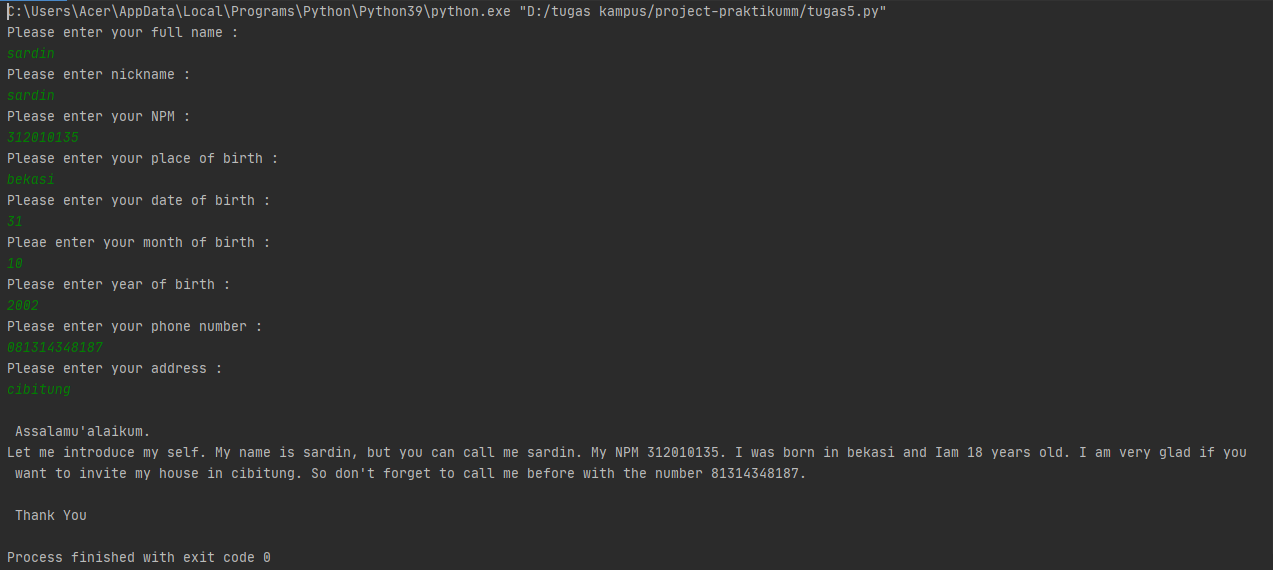 C:\Users\Acer\AppData\Local\Programs\Python\Python39\python.exe "D:/tugas kampus/project-praktikumm/tugas5.py"
Please enter your full name :
sardin
Please enter nickname :
sardin
Please enter your NPM :
312010135
Please enter your place of birth :
bekasi
Please enter your date of birth :
31
Pleae enter your month of birth :
10
Please enter year of birth :
2002
Please enter your phone number :
081314348187
Please enter your address :
cibitung
Assalamu'alaikum.
Let me introduce my self. My name is sardin, but you can call me sardin. My NPM 312010135. I was born in bekasi and Iam 18 years old. I am very glad if you
want to invite my house in cibitung. So don't forget to call me before with the number 81314348187.
Thank You
Process finished with exit code 0